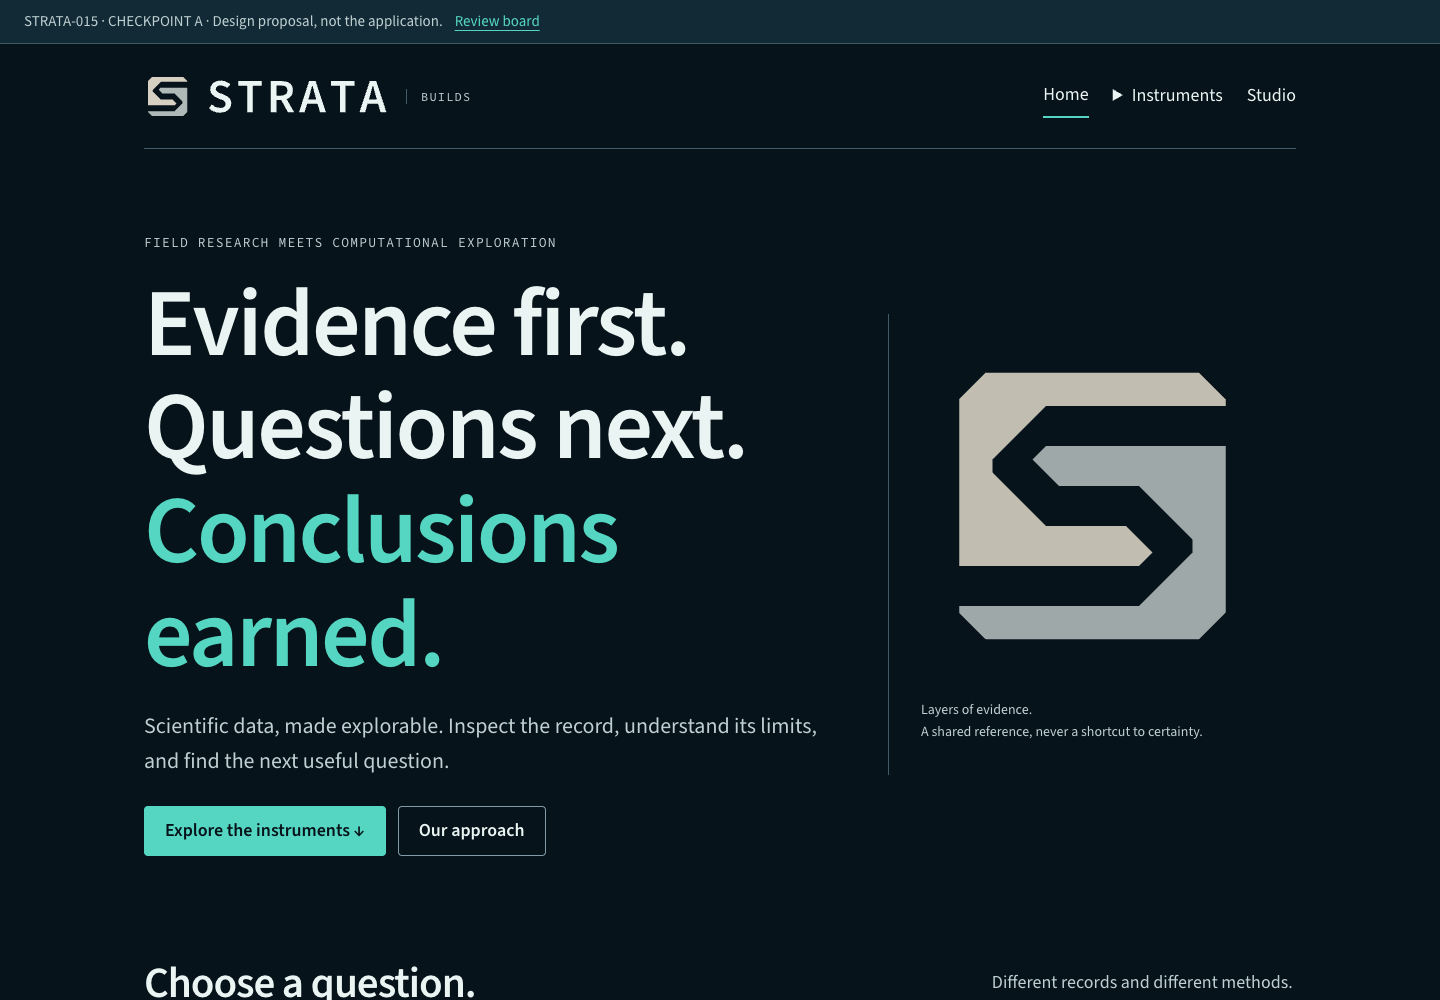 STRATA-015 · CHECKPOINT A · Design proposal, not the application. Review board
STRATA BUILDS
Home ▶ Instruments Studio
FIELD RESEARCH MEETS COMPUTATIONAL EXPLORATION
Evidence first.
Questions next.
Conclusions
earned.
Scientific data, made explorable. Inspect the record, understand its limits,
and find the next useful question.
Explore the instruments ↓ Our approach
Layers of evidence.
A shared reference, never a shortcut to certainty.
Choose a question.
Different records and different methods.